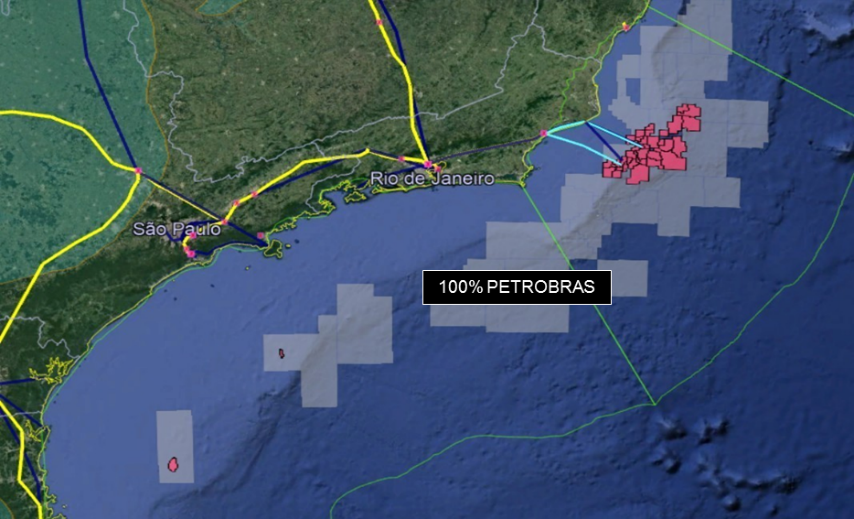 Rio de Janeiro
São Paulo
100% PETROBRAS